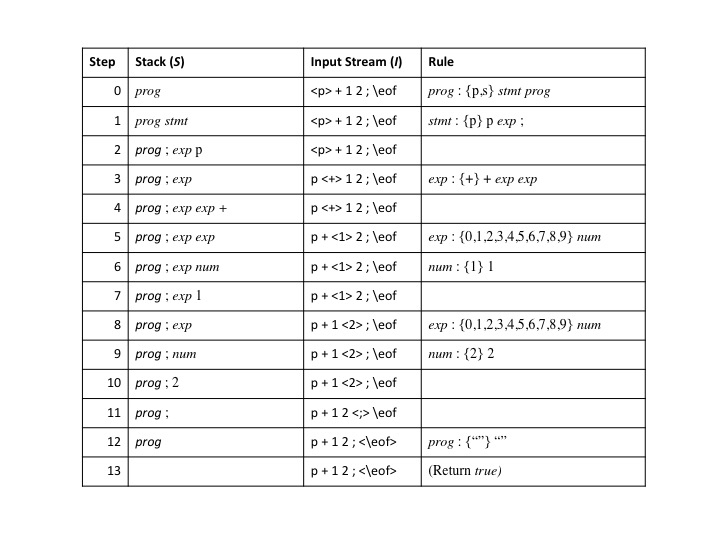 Step Stack (S) Input Stream (I) Rule
0 prog <p> + 1 2 ; \eof prog : {p,s} stmt prog
1 prog stmt <p> + 1 2 ; \eof stmt : {p} p exp ;
2 prog ; exp p <p> + 1 2 ; \eof
3 prog ; exp p <+> 1 2 ; \eof exp : {+} + exp exp
4 prog ; exp exp + p <+> 1 2 ; \eof
5 prog ; exp exp p + <1> 2 ; \eof exp : {0,1,2,3,4,5,6,7,8,9} num
6 prog ; exp num p + <1> 2 ; \eof num : {1} 1
7 prog ; exp 1 p + <1> 2 ; \eof
8 prog ; exp p + 1 <2> ; \eof exp : {0,1,2,3,4,5,6,7,8,9} num
9 prog ; num p + 1 <2> ; \eof num : {2} 2
10 prog ; 2 p + 1 <2> ; \eof
11 prog ; p + 1 2 <;> \eof
12 prog p + 1 2 ; <\eof> prog : {“”} “”
13 p + 1 2 ; <\eof> (Return true)